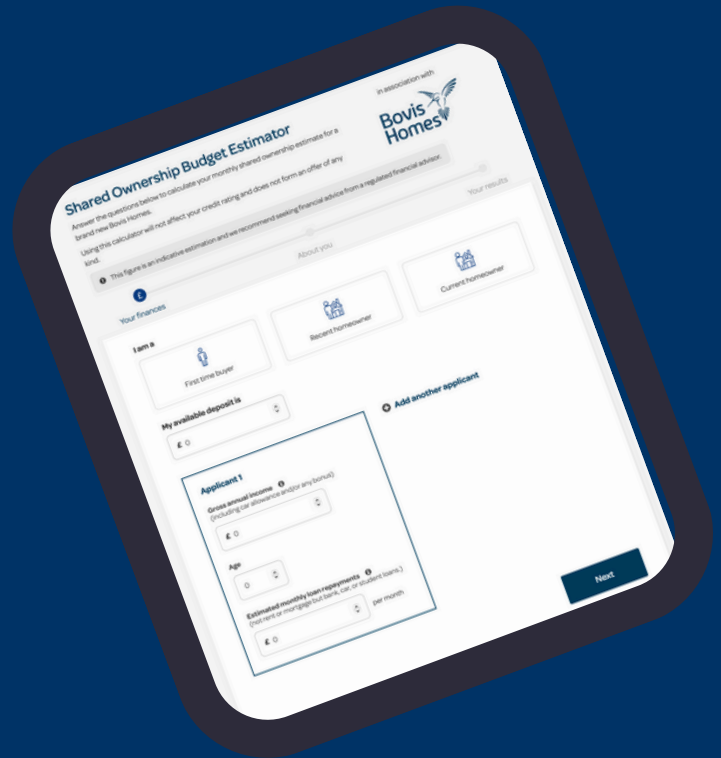 in association with
Bovis
Homes
Shared Ownership Budget Estimator
Answer the questions below to calculate your monthly shared ownership estimate for a
brand new Bovis Homes.
Using this calculator will not affect your credit rating and does not form an offer of any
kind.
This figure is an indicative estimation and we recommend seeking financial advice from a regulated financial advisor.
£
Your finances
About you
Your results
I am a
First time buyer
Recent homeowner
Current homeowner
My available deposit is
£ 0
Add another applicant
Applicant 1
Gross annual income
(including car allowance and/or any bonus)
£ 0
Age
0
Estimated monthly loan repayments
(not rent or mortgage but bank, car, or student loans.)
£ 0 per month
Next